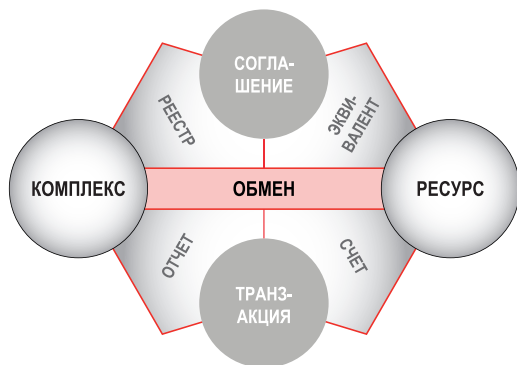 СОГЛА-
ШЕНИЕ
РЕЕСТР
ЭКВИ-
ВАЛЕНТ
КОМПЛЕКС
ОБМЕН
РЕСУРС
ОТЧЕТ
СЧЕТ
ТРАНЗ-
АКЦИЯ